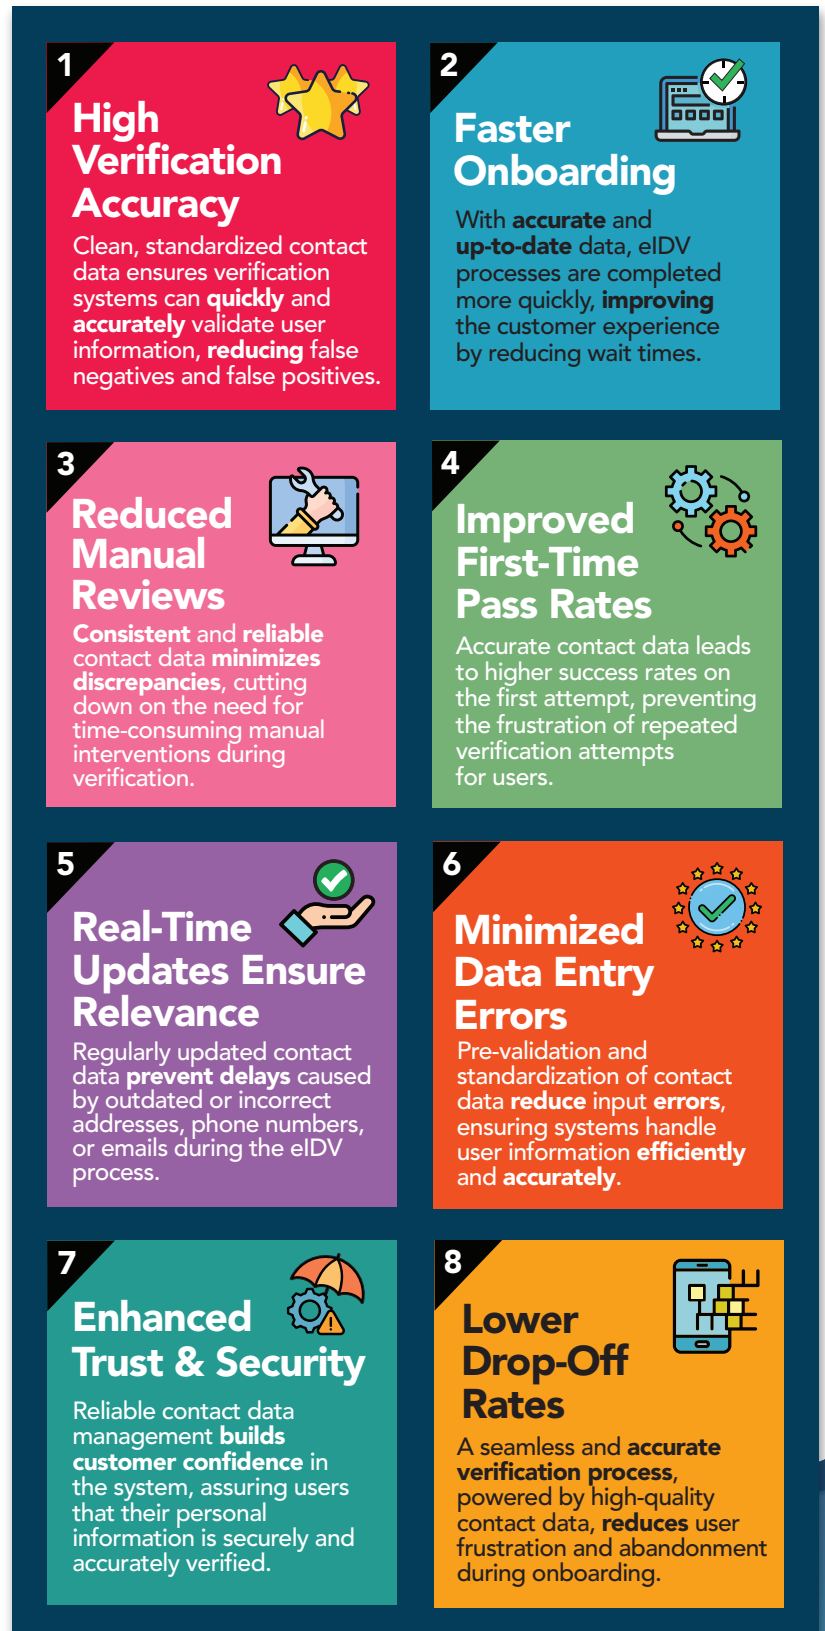 1
High
Verification
Accuracy
Clean, standardized contact
data ensures verification
systems can quickly and
accurately validate user
information, reducing false
negatives and false positives.
2
Faster
Onboarding
With accurate and
up-to-date data, eIDV
processes are completed
more quickly, improving
the customer experience
by reducing wait times.
3
Reduced
Manual
Reviews
Consistent and reliable
contact data minimizes
discrepancies, cutting
down on the need for
time-consuming manual
interventions during
verification.
4
Improved
First-Time
Pass Rates
Accurate contact data leads
to higher success rates on
the first attempt, preventing
the frustration of repeated
verification attempts
for users.
5
Real-Time
Updates Ensure
Relevance
Regularly updated contact
data prevent delays caused
by outdated or incorrect
addresses, phone numbers,
or emails during the eIDV
process.
6
Minimized
Data Entry
Errors
Pre-validation and
standardization of contact
data reduce input errors,
ensuring systems handle
user information efficiently
and accurately.
7
Enhanced
Trust & Security
Reliable contact data
management builds
customer confidence in
the system, assuring users
that their personal
information is securely and
accurately verified.
8
Lower
Drop-Off
Rates
A seamless and accurate
verification process,
powered by high-quality
contact data, reduces user
frustration and abandonment
during onboarding.